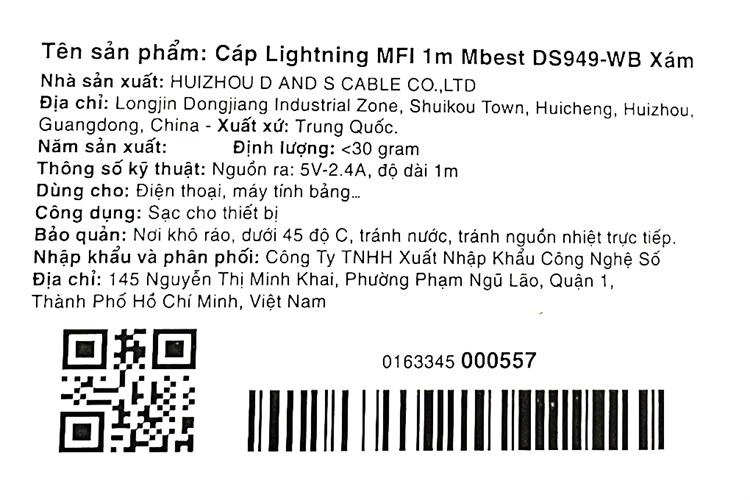 Tên sản phẩm: Cáp Lightning MFI 1m Mbest DS949-WB Xám
Nhà sản xuất: HUIZHOU D AND S CABLE CO.,LTD
Địa chỉ: Longjin Dongjiang Industrial Zone, Shuikou Town, Huicheng, Huizhou,
Guangdong, China - Xuất xứ: Trung Quốc.
Năm sản xuất: Định lượng: <30 gram
Thông số kỹ thuật: Nguồn ra: 5V-2.4A, độ dài 1m
Dùng cho: Điện thoại, máy tính bảng...
Công dụng: Sạc cho thiết bị
Bảo quản: Nơi khô ráo, dưới 45 độ C, tránh nước, tránh nguồn nhiệt trực tiếp.
Nhập khẩu và phân phối: Công Ty TNHH Xuất Nhập Khẩu Công Nghệ Số
Địa chỉ: 145 Nguyễn Thị Minh Khai, Phường Phạm Ngũ Lão, Quận 1,
Thành Phố Hồ Chí Minh, Việt Nam
0163345 000557